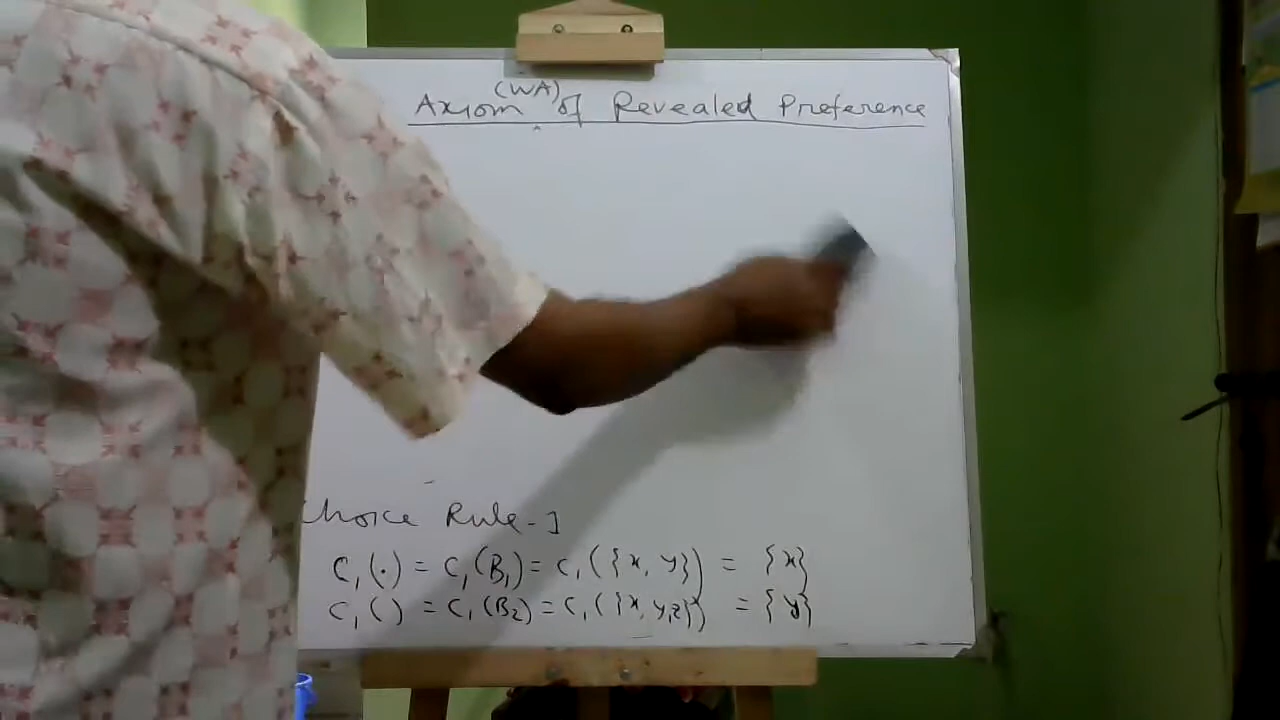 (WA)
Axiom of Revealed Preference
Choice Rule - 1
C₁(·) = C₁(B₁) = C₁({x, y}) = {x}
C₁( ) = C₁(B₂) = C₁({x, y, z}) = {y}